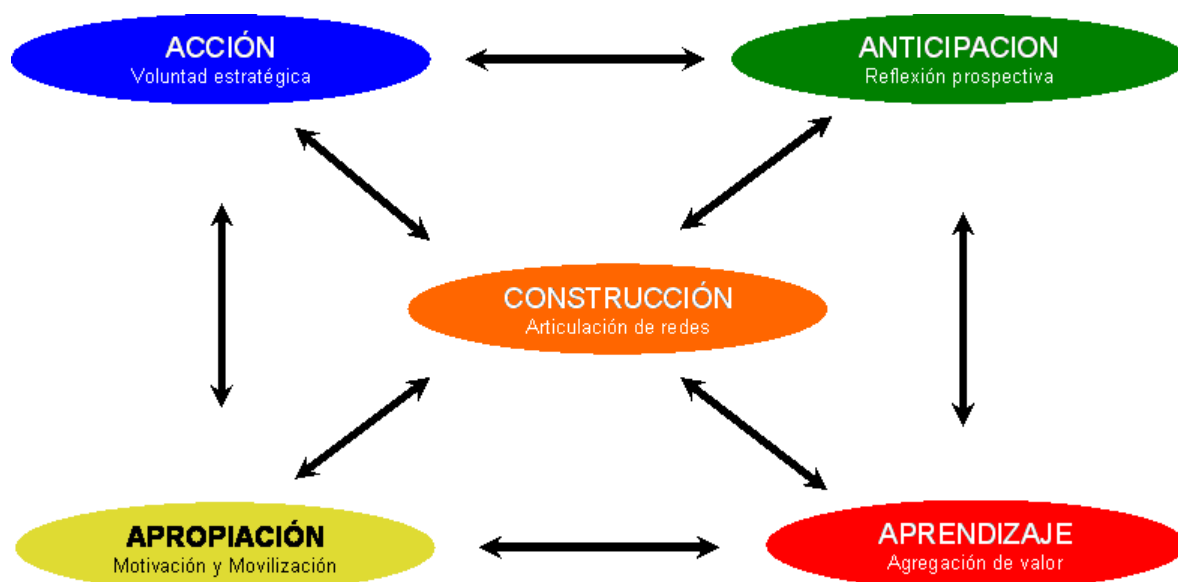 ACCIÓN
Voluntad estratégica
ANTICIPACION
Reflexión prospectiva
CONSTRUCCIÓN
Articulación de redes
APROPIACIÓN
Motivación y Movilización
APRENDIZAJE
Agregación de valor